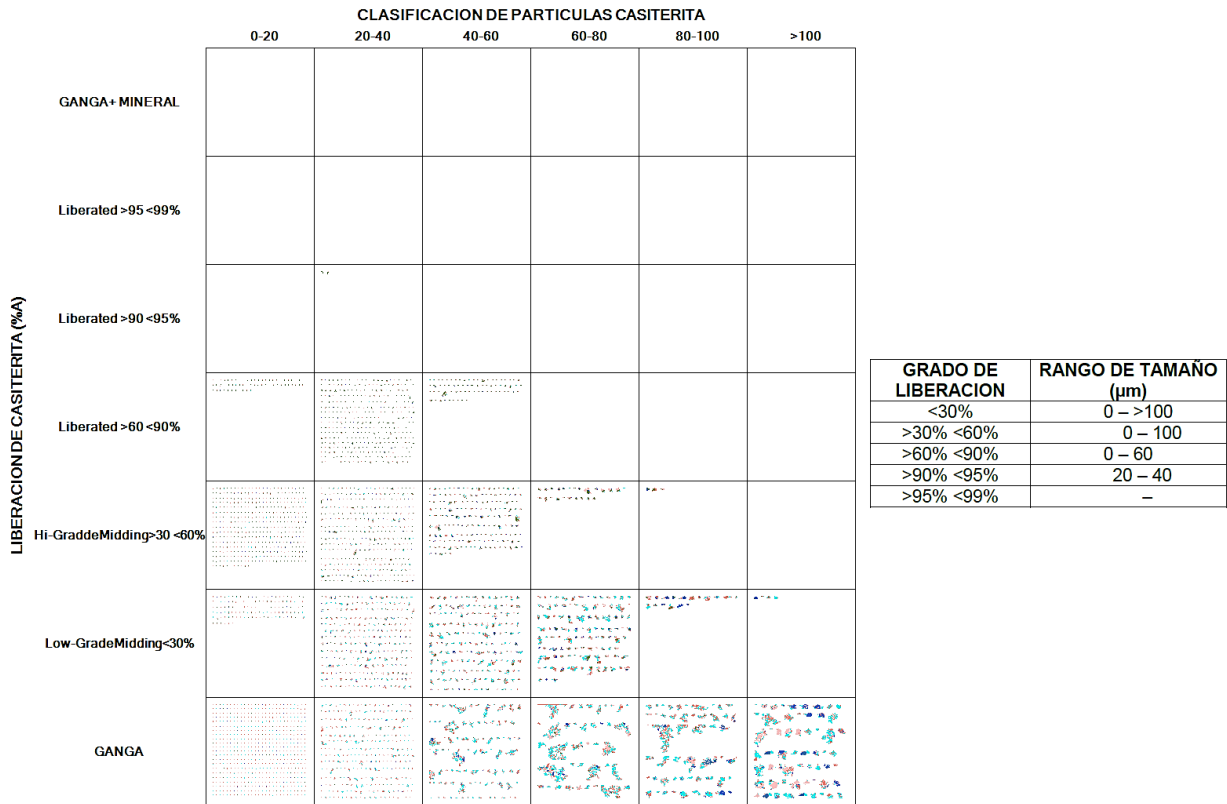 CLASIFICACION DE PARTICULAS CASITERITA
0-20 20-40 40-60 60-80 80-100 >100
LIBERACION DE CASITERITA (%A)
GANGA+ MINERAL
Liberated >95 <99%
Liberated >90 <95%
Liberated >60 <90%
Hi-GraddeMidding>30 <60%
Low-GradeMidding<30%
GANGA
GRADO DE LIBERACION RANGO DE TAMAÑO (µm)
<30% 0 – >100
>30% <60% 0 – 100
>60% <90% 0 – 60
>90% <95% 20 – 40
>95% <99% –